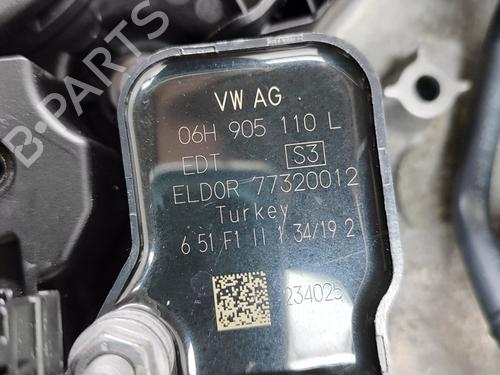 B-PARTS
VW AG
06H 905 110 L
EDT S3
ELDOR 77320012
Turkey
6 51 F1 II 1 34/19 2
234025